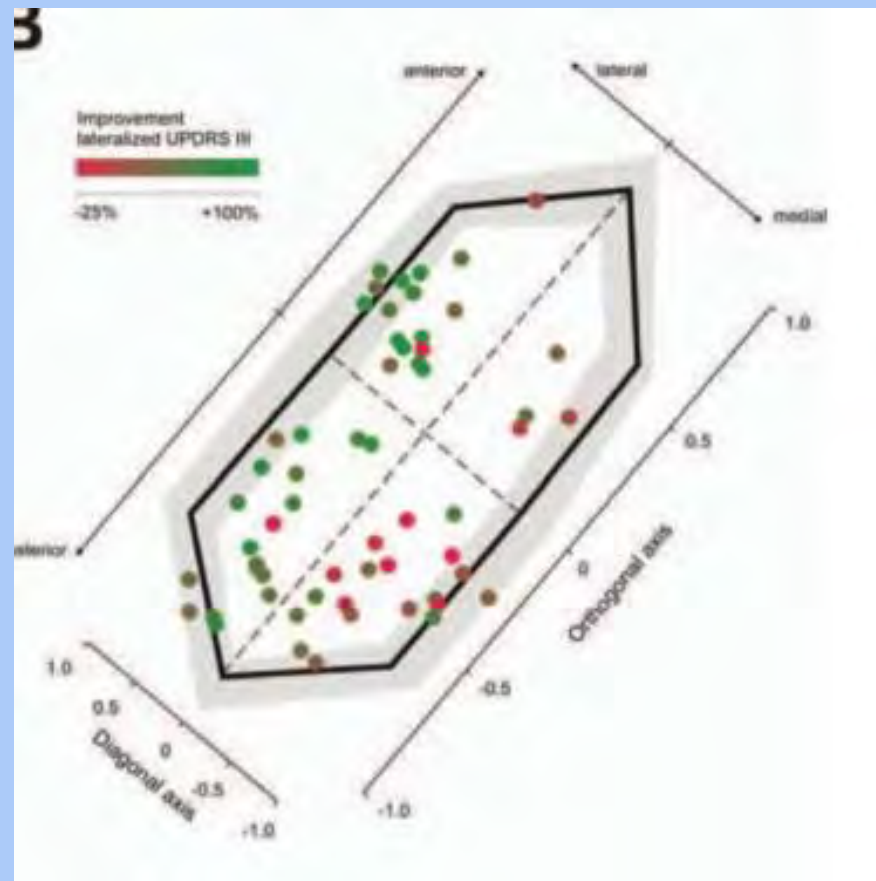 B
anterior
lateral
Improvement
lateralized UPDRS III
-25%
+100%
medial
1.0
0.5
sterior
0
Orthogonal axis
-0.5
-1.0
1.0
0.5
0
-0.5
-1.0
Diagonal axis